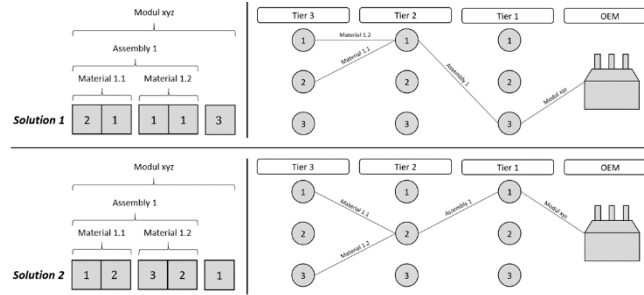 Modul xyz
Assembly 1
Material 1.1 Material 1.2
Solution 1 2 1 1 1 3
Tier 3 Tier 2 Tier 1 OEM
1 1 1
2 2 2
3 3 3
Material 1.2
Material 1.1
Assembly 1
Modul xyz
Modul xyz
Assembly 1
Material 1.1 Material 1.2
Solution 2 1 2 3 2 1
Tier 3 Tier 2 Tier 1 OEM
1 1 1
2 2 2
3 3 3
Material 1.1
Material 1.2
Assembly 1
Modul xyz